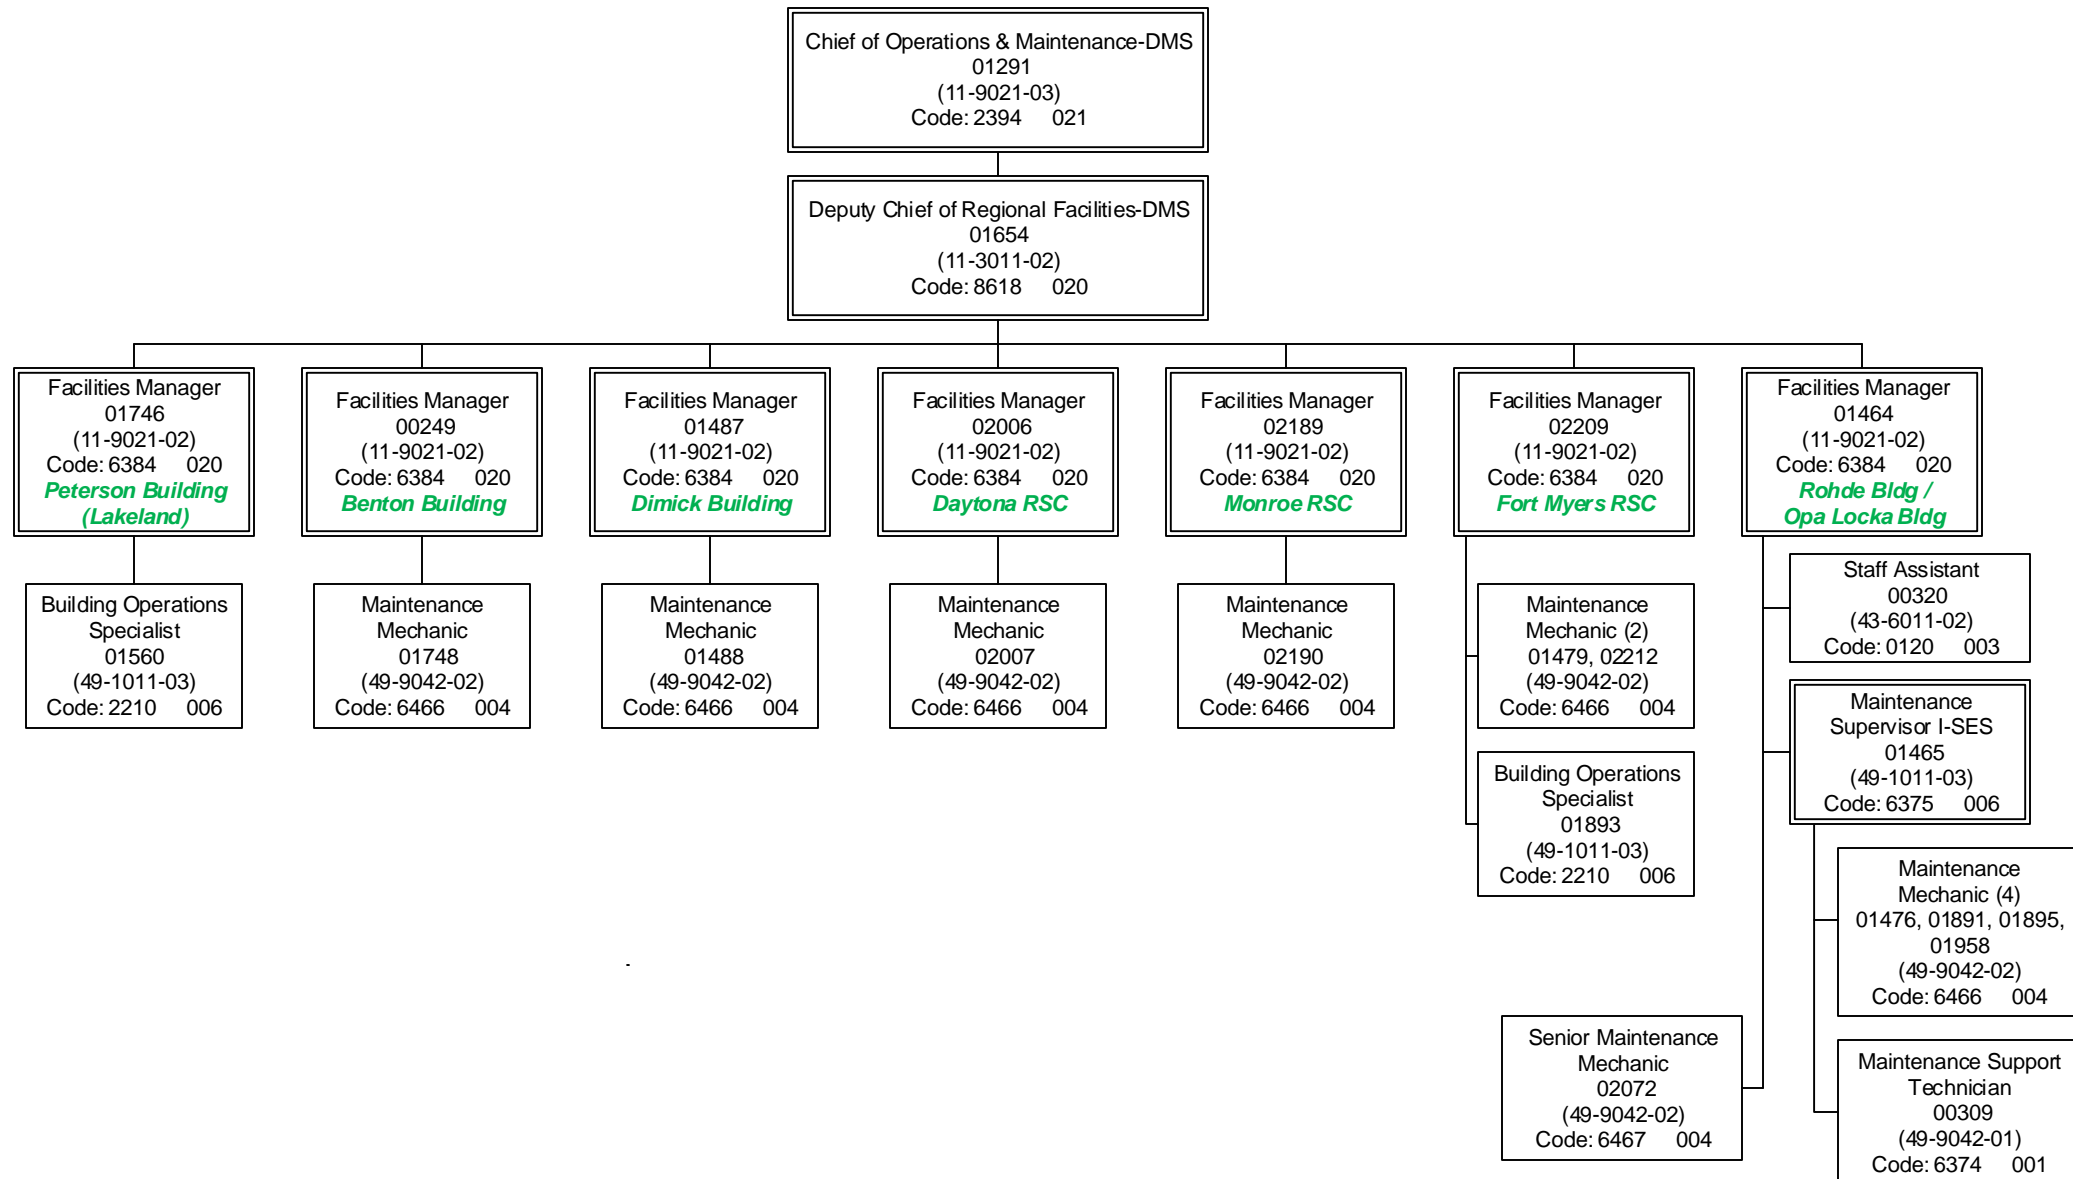 Chief of Operations & Maintenance-DMS
01291
(11-9021-03)
Code: 2394 021
Deputy Chief of Regional Facilities-DMS
01654
(11-3011-02)
Code: 8618 020
Facilities Manager
01746
(11-9021-02)
Code: 6384 020
Peterson Building
(Lakeland)
Facilities Manager
00249
(11-9021-02)
Code: 6384 020
Benton Building
Facilities Manager
01487
(11-9021-02)
Code: 6384 020
Dimick Building
Facilities Manager
02006
(11-9021-02)
Code: 6384 020
Daytona RSC
Facilities Manager
02189
(11-9021-02)
Code: 6384 020
Monroe RSC
Facilities Manager
02209
(11-9021-02)
Code: 6384 020
Fort Myers RSC
Facilities Manager
01464
(11-9021-02)
Code: 6384 020
Rohde Bldg /
Opa Locka Bldg
Building Operations
Specialist
01560
(49-1011-03)
Code: 2210 006
Maintenance
Mechanic
01748
(49-9042-02)
Code: 6466 004
Maintenance
Mechanic
01488
(49-9042-02)
Code: 6466 004
Maintenance
Mechanic
02007
(49-9042-02)
Code: 6466 004
Maintenance
Mechanic
02190
(49-9042-02)
Code: 6466 004
Maintenance
Mechanic (2)
01479, 02212
(49-9042-02)
Code: 6466 004
Building Operations
Specialist
01893
(49-1011-03)
Code: 2210 006
Staff Assistant
00320
(43-6011-02)
Code: 0120 003
Maintenance
Supervisor I-SES
01465
(49-1011-03)
Code: 6375 006
Maintenance
Mechanic (4)
01476, 01891, 01895,
01958
(49-9042-02)
Code: 6466 004
Senior Maintenance
Mechanic
02072
(49-9042-02)
Code: 6467 004
Maintenance Support
Technician
00309
(49-9042-01)
Code: 6374 001